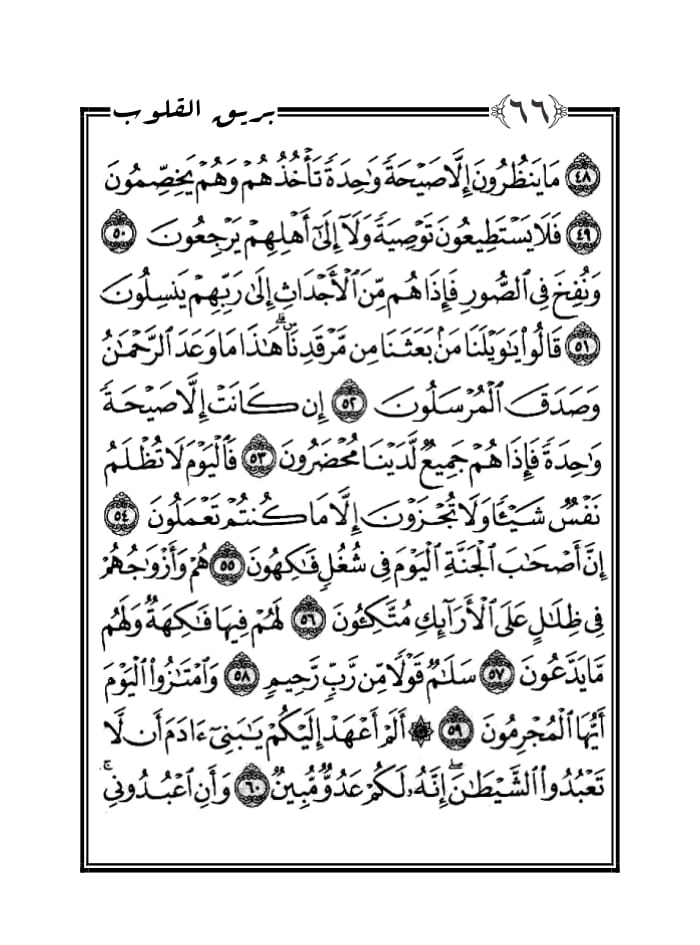 ﴿٦٦﴾ بريق القلوب
٤٨ مَا يَنظُرُونَ إِلَّا صَيْحَةً وَٰحِدَةً تَأْخُذُهُمْ وَهُمْ يَخِصِّمُونَ
٤٩ فَلَا يَسْتَطِيعُونَ تَوْصِيَةً وَلَآ إِلَىٰٓ أَهْلِهِمْ يَرْجِعُونَ ٥٠
وَنُفِخَ فِي ٱلصُّورِ فَإِذَا هُم مِّنَ ٱلْأَجْدَاثِ إِلَىٰ رَبِّهِمْ يَنسِلُونَ
٥١ قَالُوا۟ يَٰوَيْلَنَا مَنۢ بَعَثَنَا مِن مَّرْقَدِنَاۜ ۗ هَٰذَا مَا وَعَدَ ٱلرَّحْمَٰنُ
وَصَدَقَ ٱلْمُرْسَلُونَ ٥٢ إِن كَانَتْ إِلَّا صَيْحَةً
وَٰحِدَةً فَإِذَا هُمْ جَمِيعٌ لَّدَيْنَا مُحْضَرُونَ ٥٣ فَٱلْيَوْمَ لَا تُظْلَمُ
نَفْسٌ شَيْـًٔا وَلَا تُجْزَوْنَ إِلَّا مَا كُنتُمْ تَعْمَلُونَ ٥٤
إِنَّ أَصْحَٰبَ ٱلْجَنَّةِ ٱلْيَوْمَ فِي شُغُلٍ فَٰكِهُونَ ٥٥ هُمْ وَأَزْوَٰجُهُمْ
فِي ظِلَٰلٍ عَلَى ٱلْأَرَآئِكِ مُتَّكِـُٔونَ ٥٦ لَهُمْ فِيهَا فَٰكِهَةٌ وَلَهُم
مَّا يَدَّعُونَ ٥٧ سَلَٰمٌ قَوْلًا مِّن رَّبٍّ رَّحِيمٍ ٥٨ وَٱمْتَٰزُوا۟ ٱلْيَوْمَ
أَيُّهَا ٱلْمُجْرِمُونَ ٥٩ ۞ أَلَمْ أَعْهَدْ إِلَيْكُمْ يَٰبَنِىٓ ءَادَمَ أَن لَّا
تَعْبُدُوا۟ ٱلشَّيْطَٰنَۖ إِنَّهُۥ لَكُمْ عَدُوٌّ مُّبِينٌ ٦٠ وَأَنِ ٱعْبُدُونِيۚ